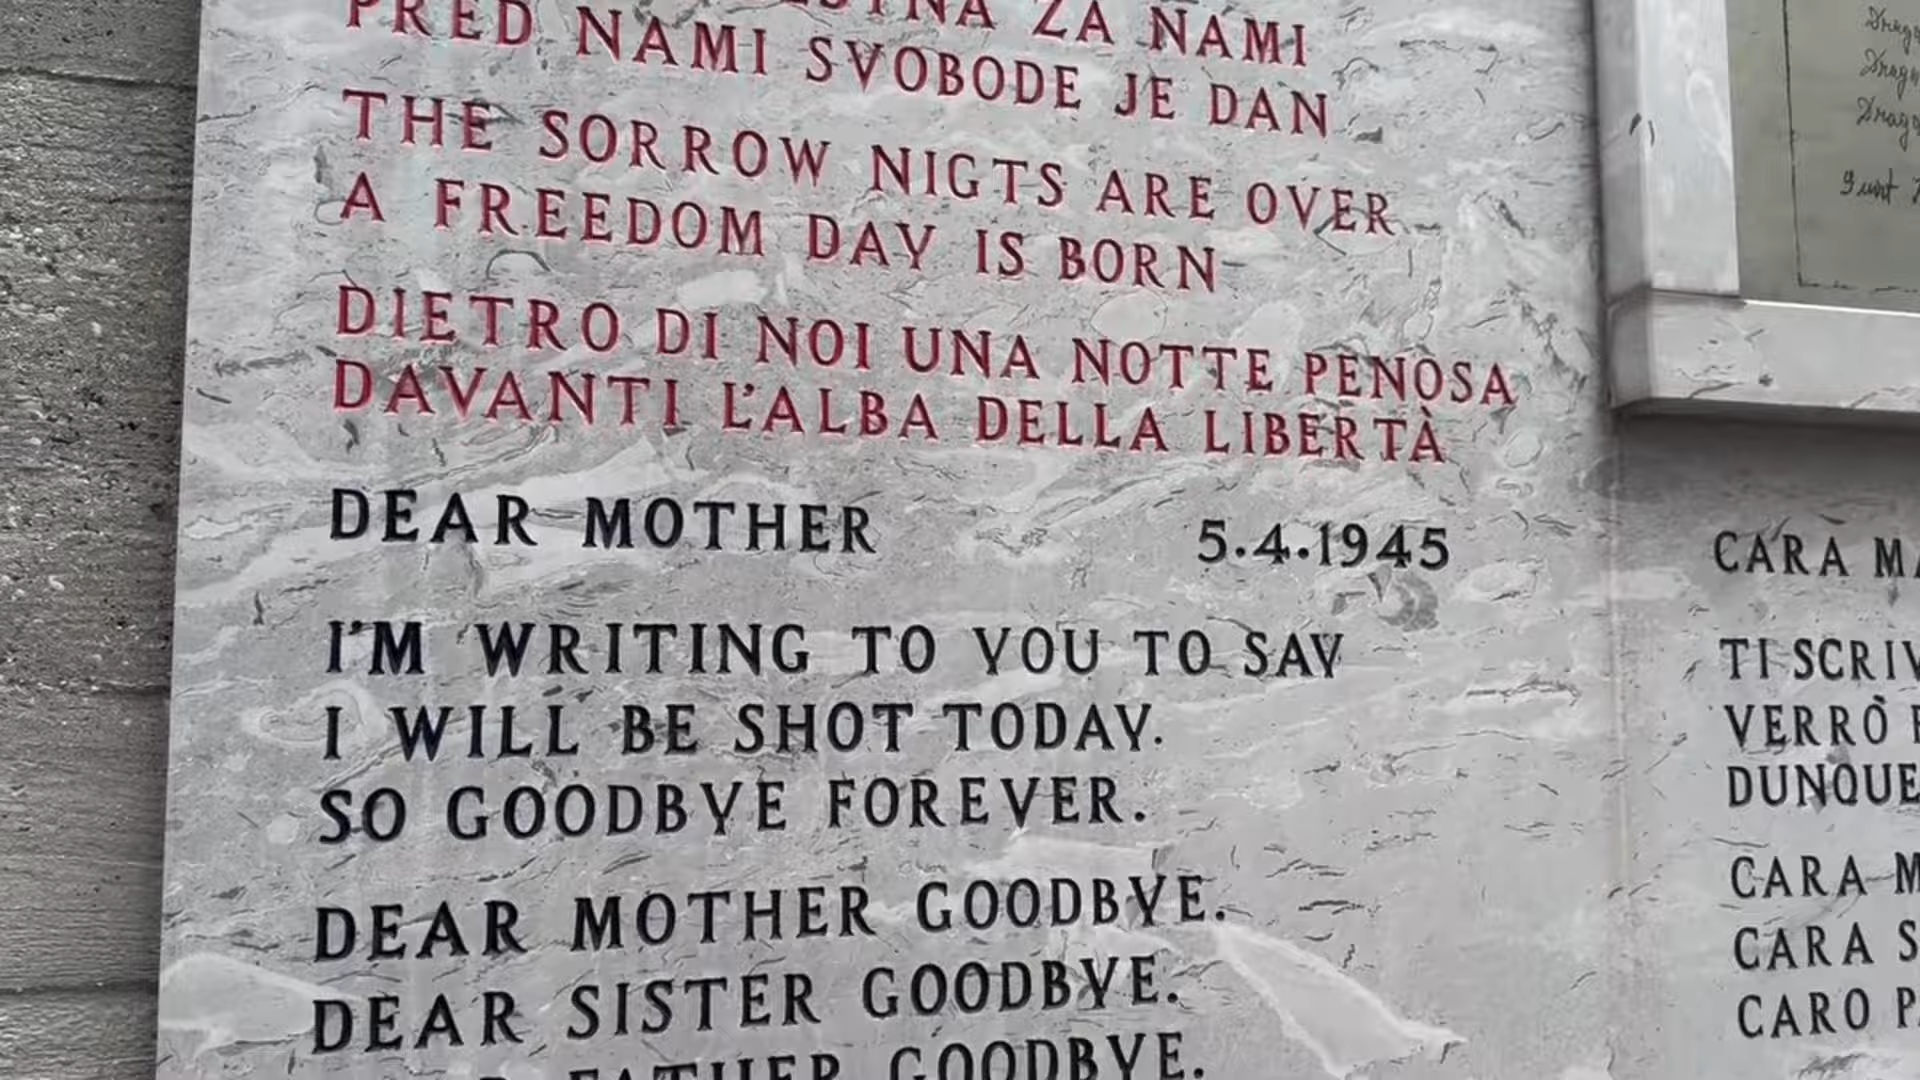 ZA NAMI
PRED NAMI SVOBODE JE DAN
THE SORROW NIGTS ARE OVER
A FREEDOM DAY IS BORN
DIETRO DI NOI UNA NOTTE PENOSA
DAVANTI L'ALBA DELLA LIBERTÀ
DEAR MOTHER 5.4.1945
I'M WRITING TO YOU TO SAY
I WILL BE SHOT TODAY.
SO GOODBYE FOREVER.
DEAR MOTHER GOODBYE.
DEAR SISTER GOODBYE.
FATHER GOODBYE.
CARA
TI
VERRÒ
DUNQUE
CARA
CARA
CARO